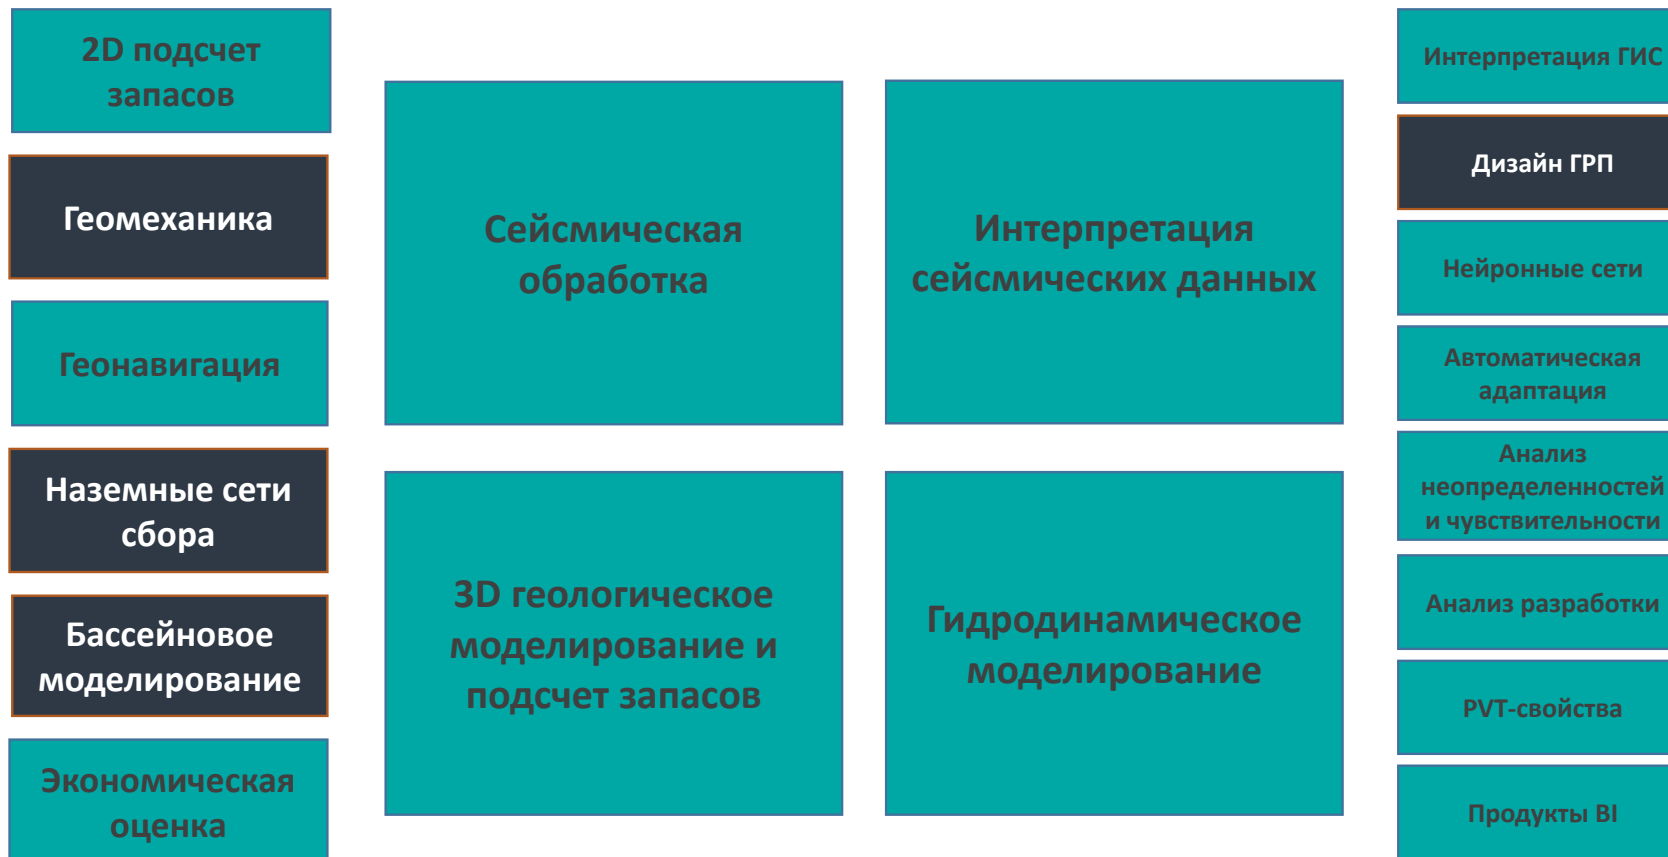 2D подсчет
запасов
Геомеханика
Геонавигация
Наземные сети
сбора
Бассейновое
моделирование
Экономическая
оценка
Сейсмическая
обработка
Интерпретация
сейсмических данных
3D геологическое
моделирование и
подсчет запасов
Гидродинамическое
моделирование
Интерпретация ГИС
Дизайн ГРП
Нейронные сети
Автоматическая
адаптация
Анализ
неопределенностей
и чувствительности
Анализ разработки
PVT-свойства
Продукты BI